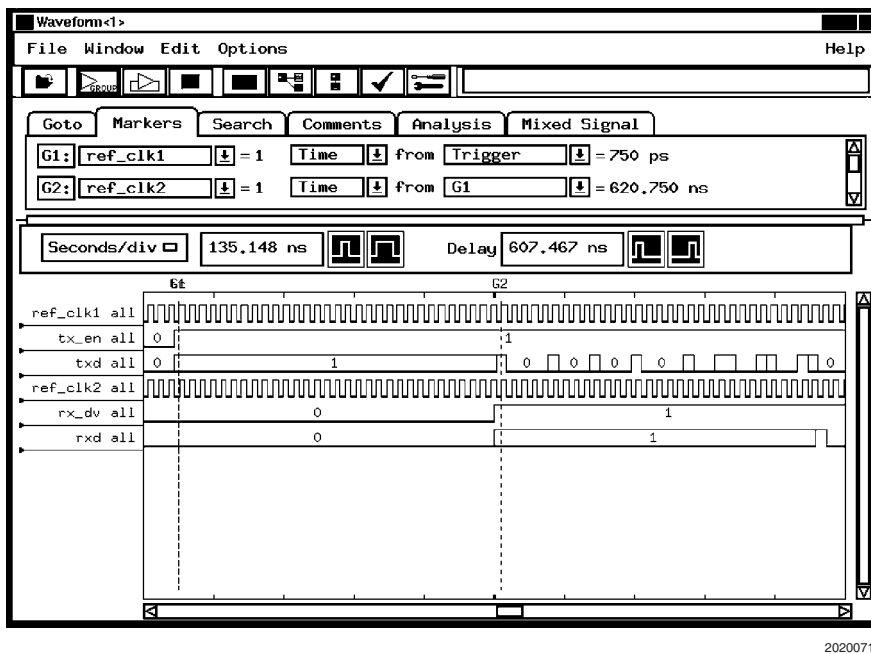 Waveform<1>
File Window Edit Options Help
GROUP
Goto Markers Search Comments Analysis Mixed Signal
G1: ref_clk1 = 1 Time from Trigger = 750 ps
G2: ref_clk2 = 1 Time from G1 = 620.750 ns
Seconds/div 135.148 ns Delay 607.467 ns
G2
ref_clk1 all
tx_en all 0 1
txd all 0 1 0 0 0 0 0
ref_clk2 all
rx_dv all 0 1
rxd all 0 1
2020071